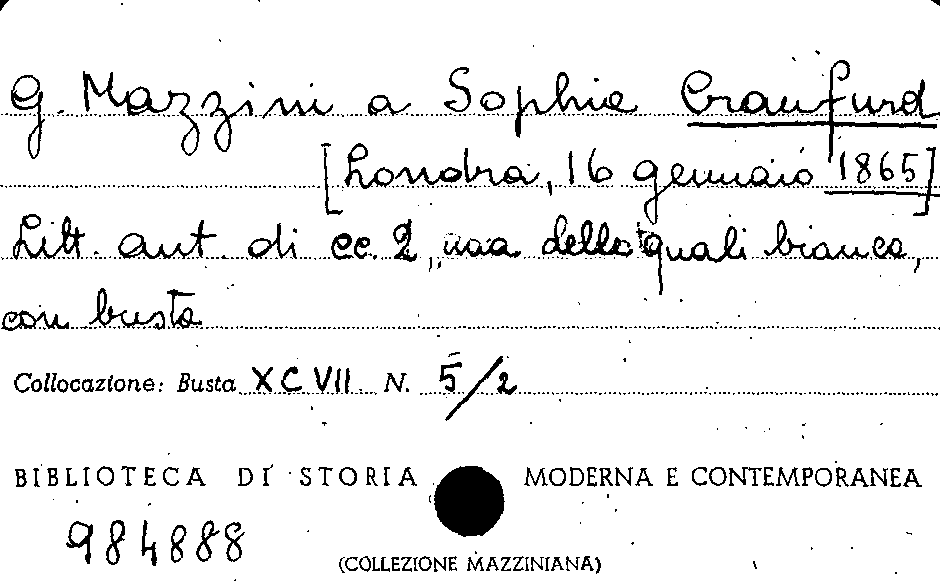 G. Mazzini a Sophie Craufurd
[Londra, 16 gennaio 1865]
Lett. aut. di cc. 2, una delle quali bianca,
con busta
Collocazione: Busta XCVII N. 5/2
BIBLIOTECA DI STORIA MODERNA E CONTEMPORANEA
984888
(COLLEZIONE MAZZINIANA)